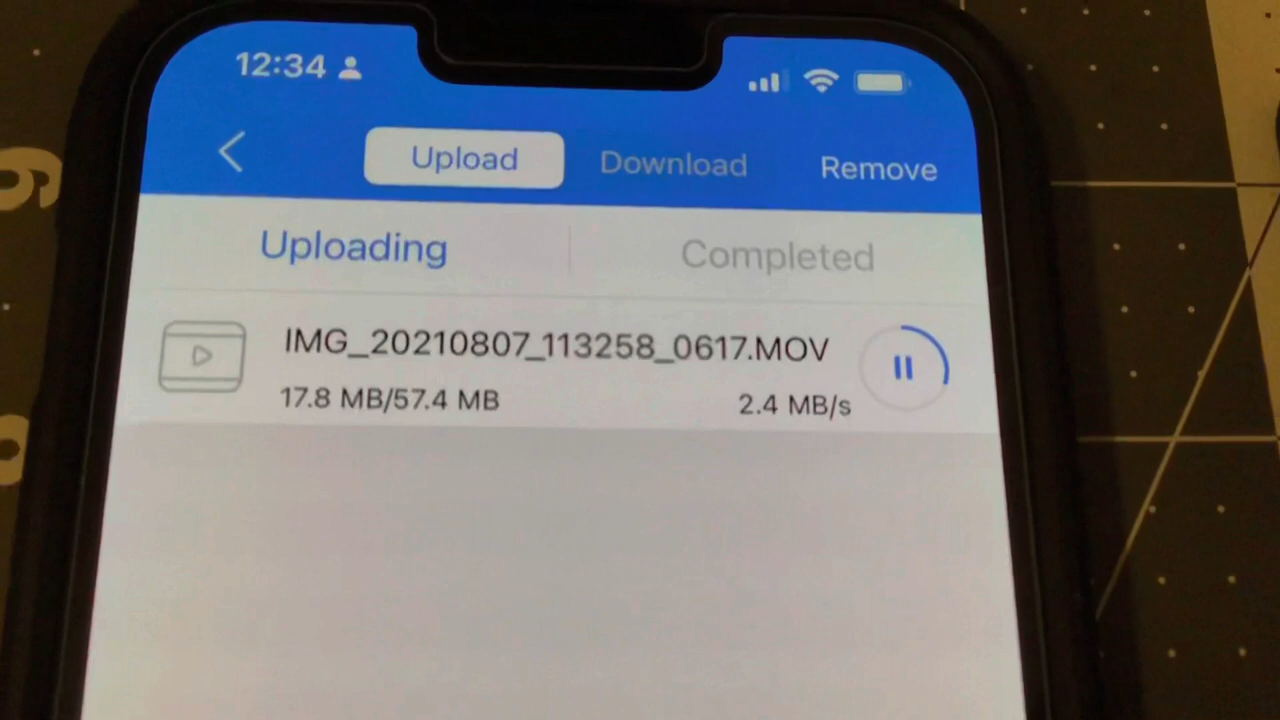 12:34
Upload Download Remove
Uploading Completed
IMG_20210807_113258_0617.MOV
17.8 MB/57.4 MB 2.4 MB/s